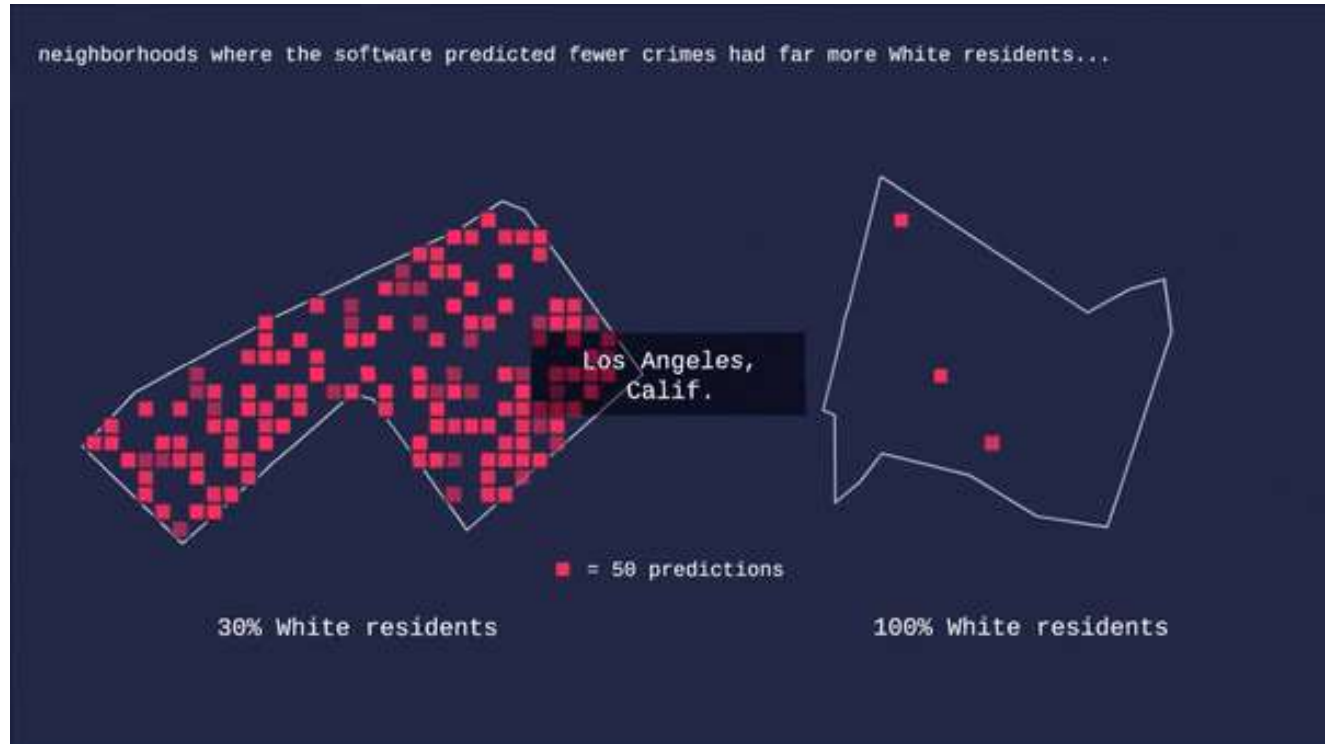 neighborhoods where the software predicted fewer crimes had far more White residents...
Los Angeles,
Calif.
= 50 predictions
30% White residents
100% White residents